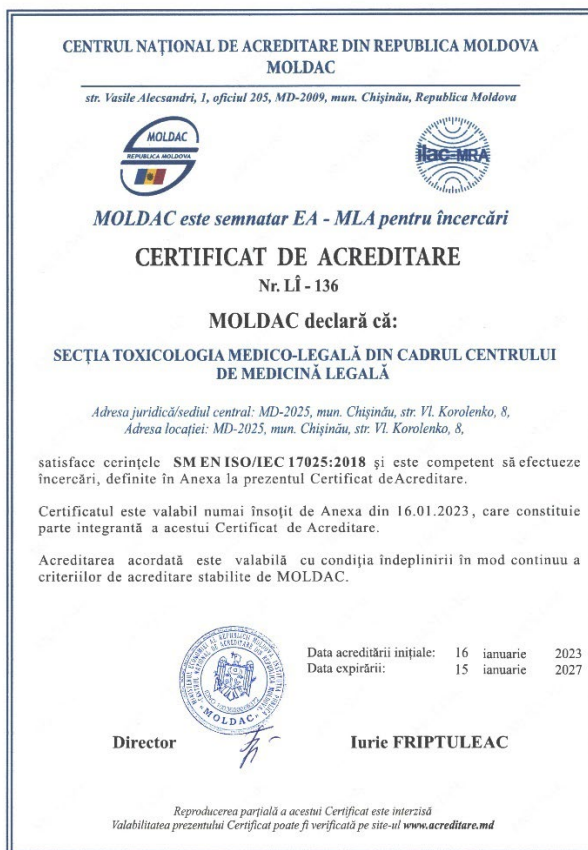 CENTRUL NAȚIONAL DE ACREDITARE DIN REPUBLICA MOLDOVA
MOLDAC
str. Vasile Alecsandri, 1, oficiul 205, MD-2009, mun. Chișinău, Republica Moldova
MOLDAC
REPUBLICA MOLDOVA
ilac-MRA
MOLDAC este semnatar EA - MLA pentru încercări
CERTIFICAT DE ACREDITARE
Nr. LÎ - 136
MOLDAC declară că:
SECȚIA TOXICOLOGIA MEDICO-LEGALĂ DIN CADRUL CENTRULUI
DE MEDICINĂ LEGALĂ
Adresa juridică/sediul central: MD-2025, mun. Chișinău, str. Vl. Korolenko, 8,
Adresa locației: MD-2025, mun. Chișinău, str. Vl. Korolenko, 8,
satisface cerințele SM EN ISO/IEC 17025:2018 și este competent să efectueze
încercări, definite în Anexa la prezentul Certificat deAcreditare.
Certificatul este valabil numai însoțit de Anexa din 16.01.2023, care constituie
parte integrantă a acestui Certificat de Acreditare.
Acreditarea acordată este valabilă cu condiția îndeplinirii în mod continuu a
criteriilor de acreditare stabilite de MOLDAC.
Data acreditării inițiale: 16 ianuarie 2023
Data expirării: 15 ianuarie 2027
MOLDAC
Director Iurie FRIPTULEAC
Reproducerea parțială a acestui Certificat este interzisă
Valabilitatea prezentului Certificat poate fi verificată pe site-ul www.acreditare.md